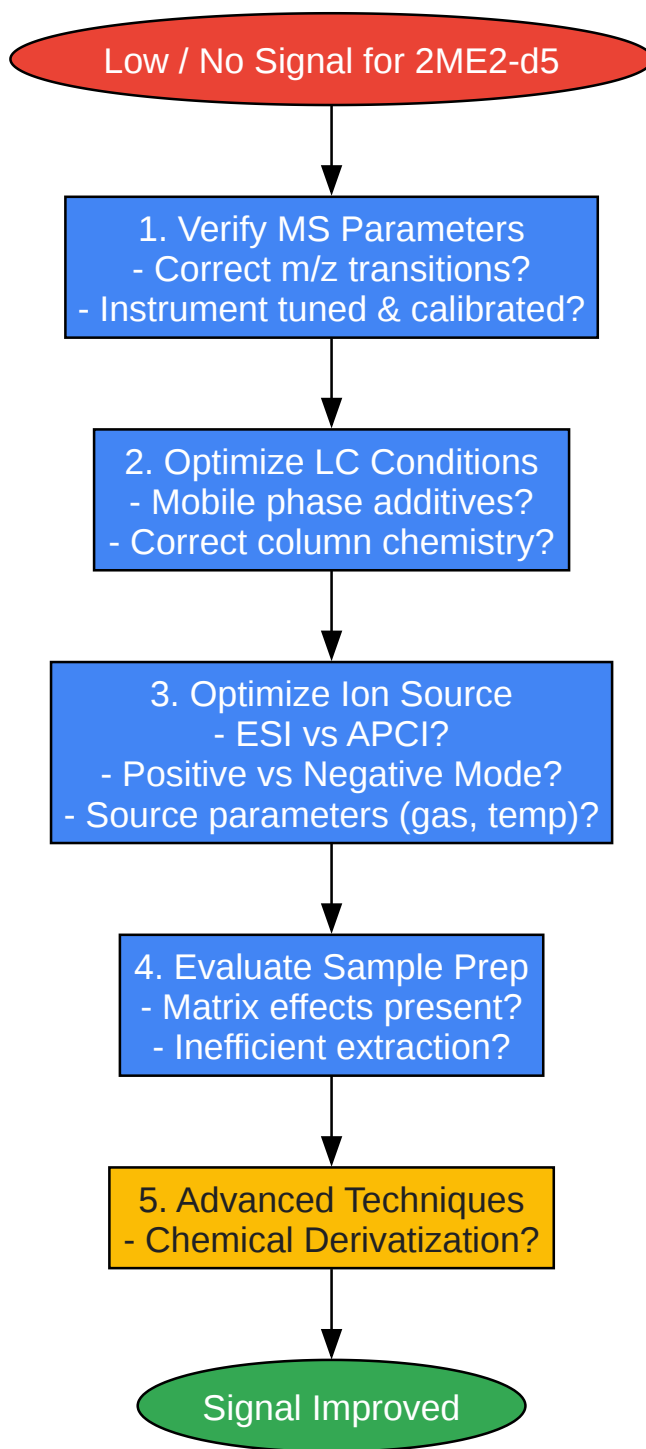 Low / No Signal for 2ME2-d5
1. Verify MS Parameters
- Correct m/z transitions?
- Instrument tuned & calibrated?
2. Optimize LC Conditions
- Mobile phase additives?
- Correct column chemistry?
3. Optimize Ion Source
- ESI vs APCI?
- Positive vs Negative Mode?
- Source parameters (gas, temp)?
4. Evaluate Sample Prep
- Matrix effects present?
- Inefficient extraction?
5. Advanced Techniques
- Chemical Derivatization?
Signal Improved